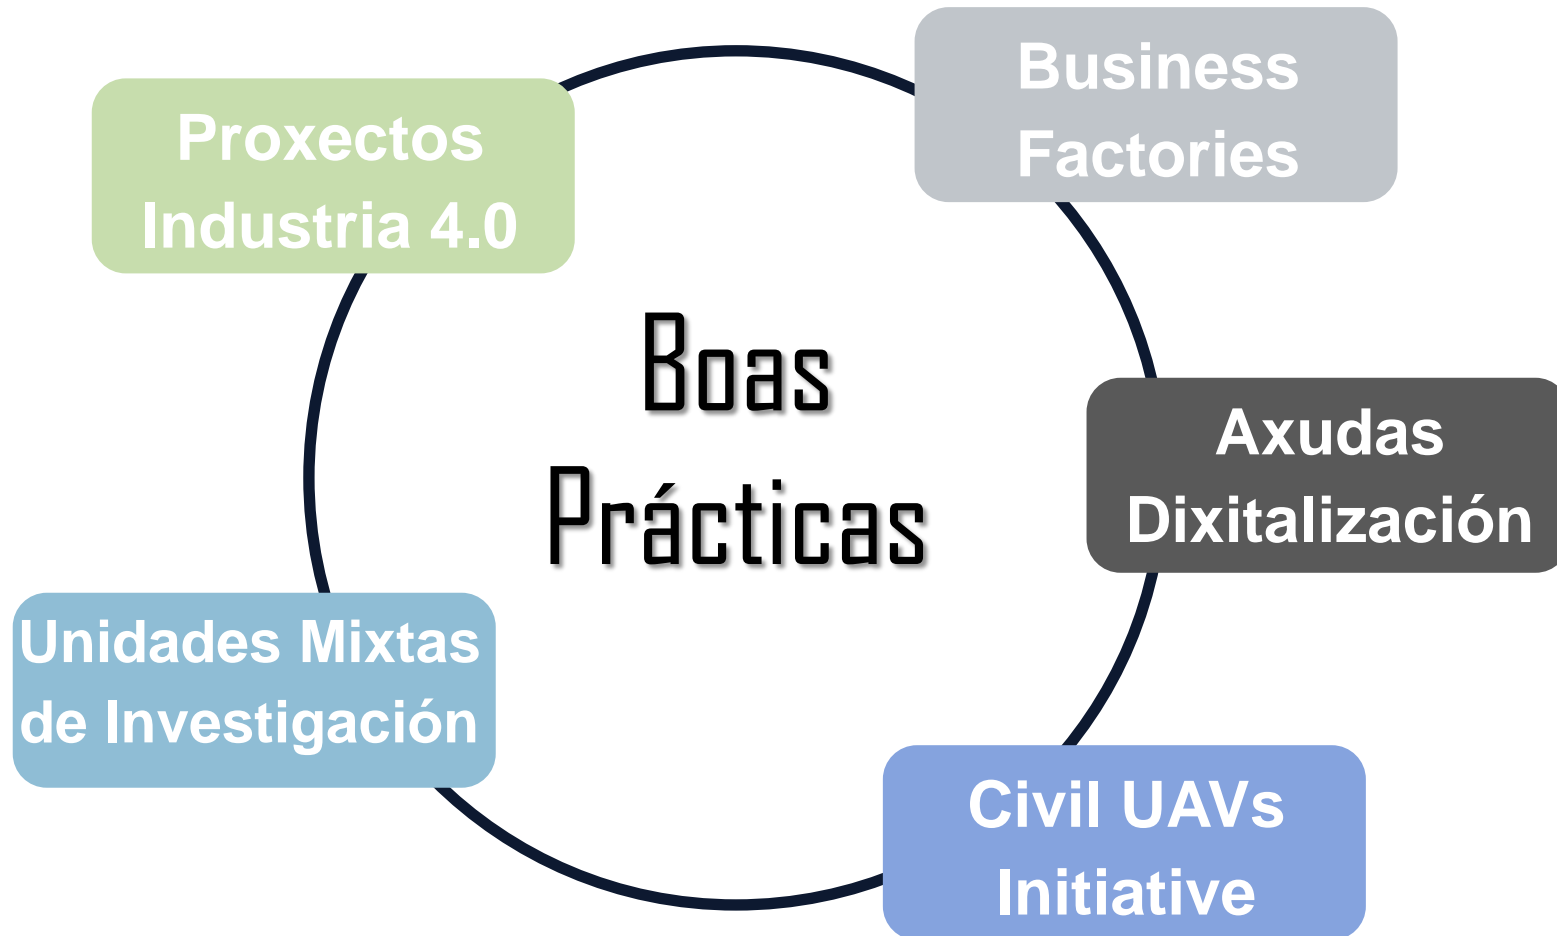 Proxectos
Industria 4.0
Business
Factories
Boas
Prácticas
Axudas
Dixitalización
Unidades Mixtas
de Investigación
Civil UAVs
Initiative